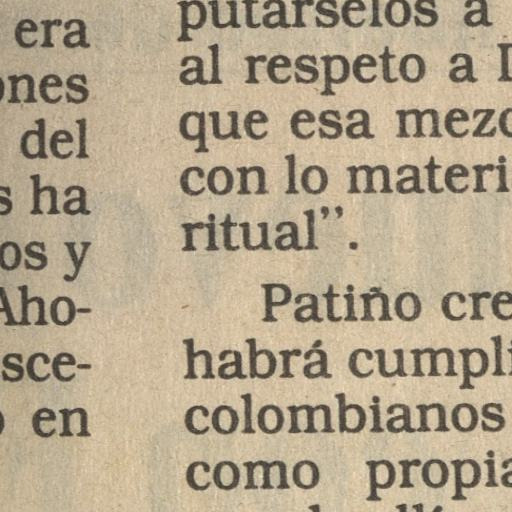 era
ones
del
s ha
os y
Aho-
sce-
o en
putárselos a
al respeto a
que esa mezc
con lo materi
ritual”.
Patiño cre
habrá cumpli
colombianos
como propia